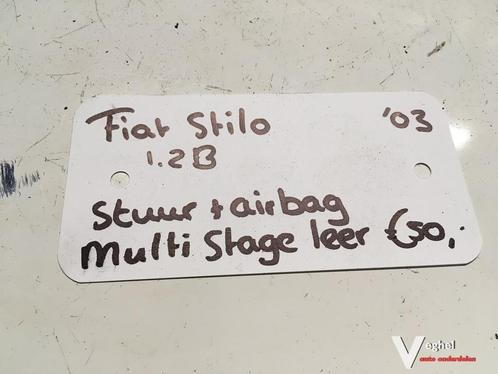 Fiat Stilo '03
1.2B
Stuur + airbag
Multi Stage leer €50,-
Veghel
auto onderdelen